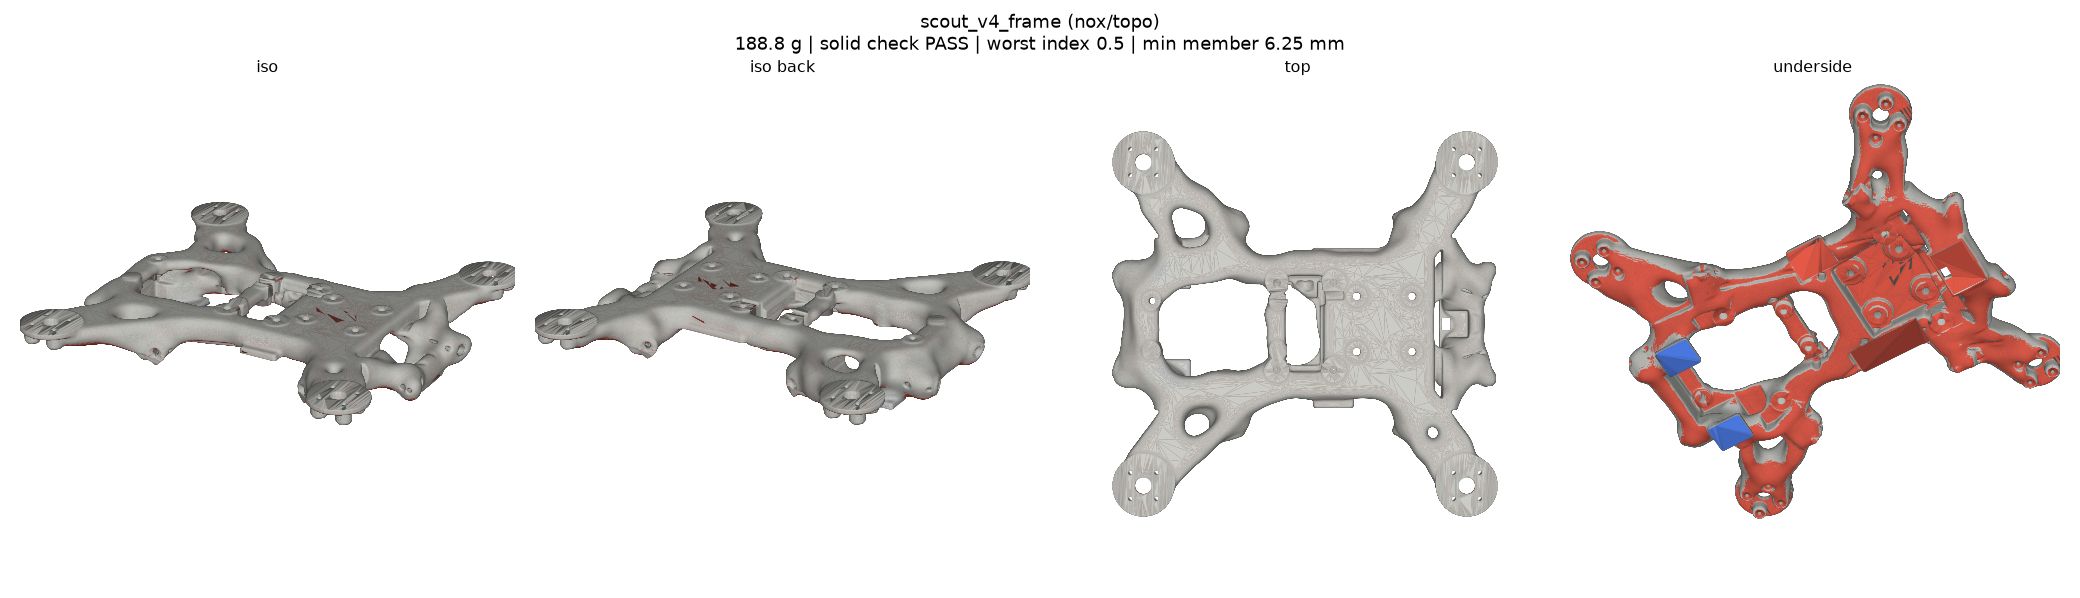 scout_v4_frame (nox/topo)
188.8 g | solid check PASS | worst index 0.5 | min member 6.25 mm
iso
iso back
top
underside